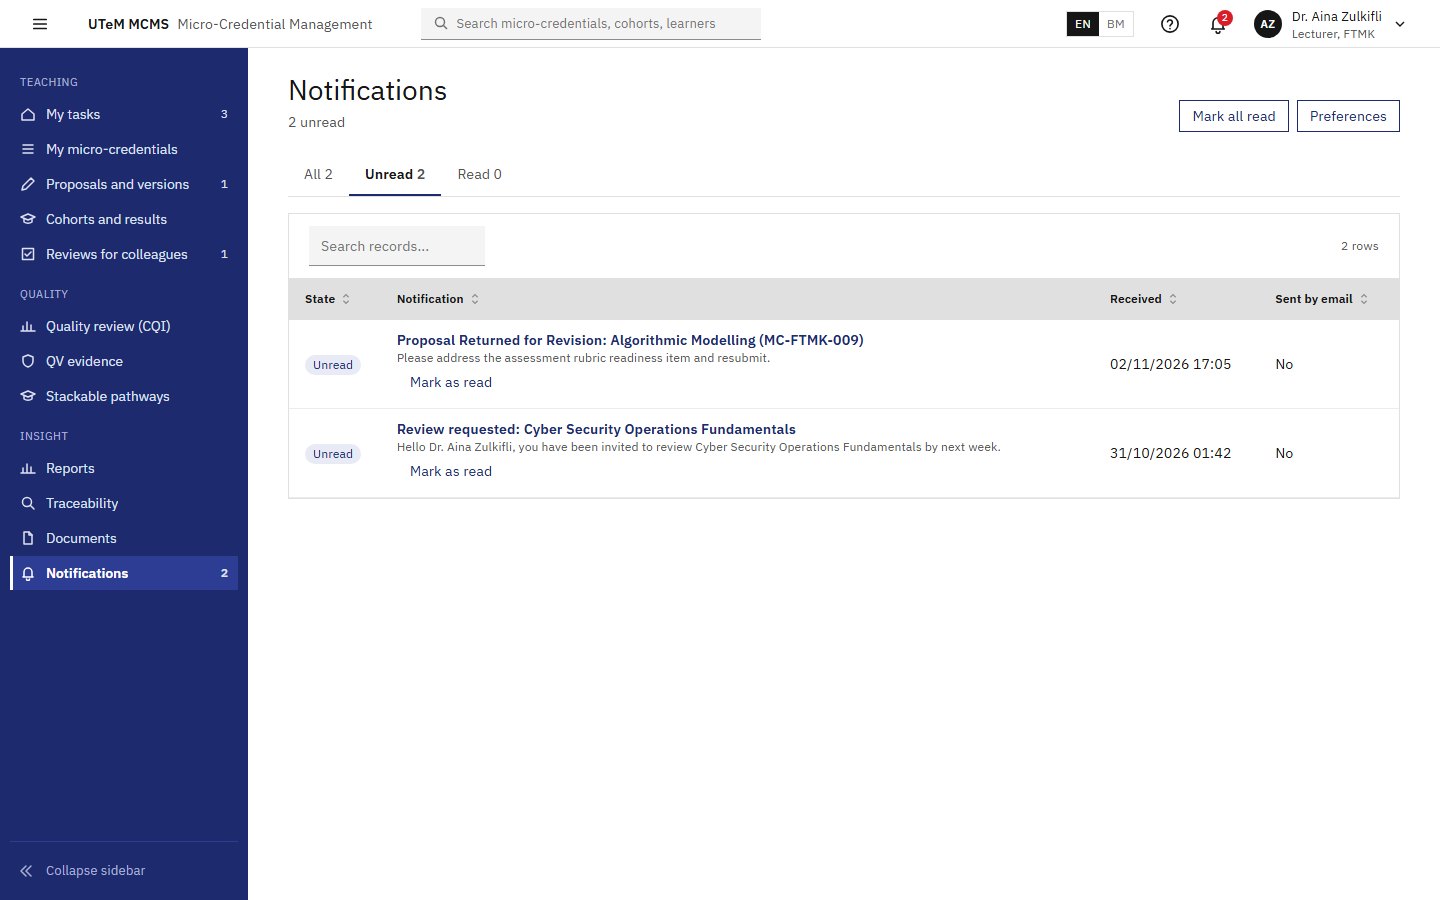 UTeM MCMS Micro-Credential Management
Search micro-credentials, cohorts, learners
EN BM
2
AZ
Dr. Aina Zulkifli
Lecturer, FTMK
TEACHING
My tasks 3
My micro-credentials
Proposals and versions 1
Cohorts and results
Reviews for colleagues 1
QUALITY
Quality review (CQI)
QV evidence
Stackable pathways
INSIGHT
Reports
Traceability
Documents
Notifications 2
Collapse sidebar
Notifications
2 unread
Mark all read Preferences
All 2 Unread 2 Read 0
Search records... 2 rows
State Notification Received Sent by email
Proposal Returned for Revision: Algorithmic Modelling (MC-FTMK-009)
Please address the assessment rubric readiness item and resubmit.
Unread 02/11/2026 17:05 No
Mark as read
Review requested: Cyber Security Operations Fundamentals
Hello Dr. Aina Zulkifli, you have been invited to review Cyber Security Operations Fundamentals by next week.
Unread 31/10/2026 01:42 No
Mark as read